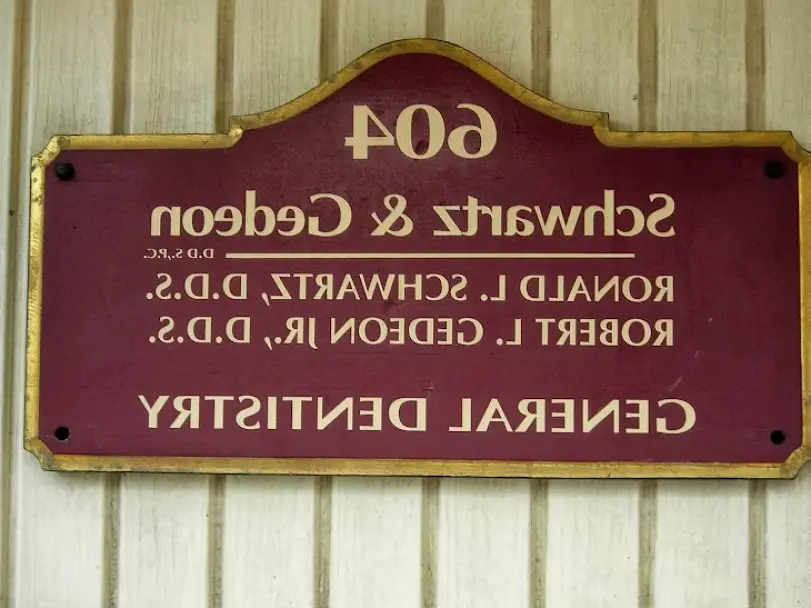 604
Schwartz & Gedeon
D.D.S., P.C.
RONALD L. SCHWARTZ, D.D.S.
ROBERT L. GEDEON JR., D.D.S.
GENERAL DENTISTRY